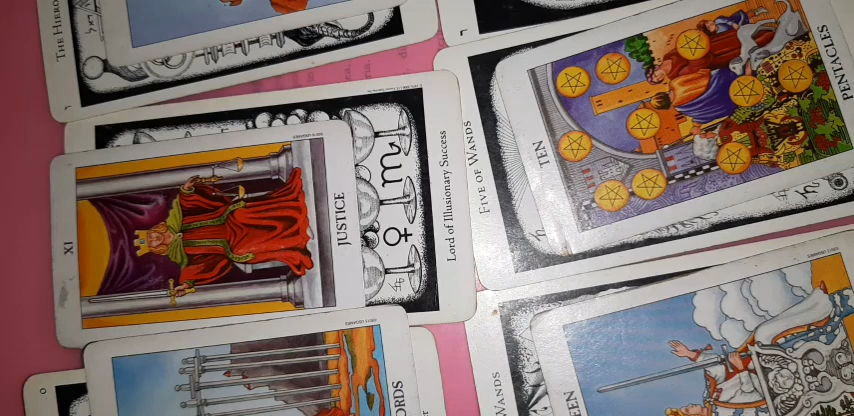 THE HIERO
XI
JUSTICE
Lord of Illusionary Success
FIVE OF WANDS
TEN
PENTACLES
ORDS
WANDS
EEN